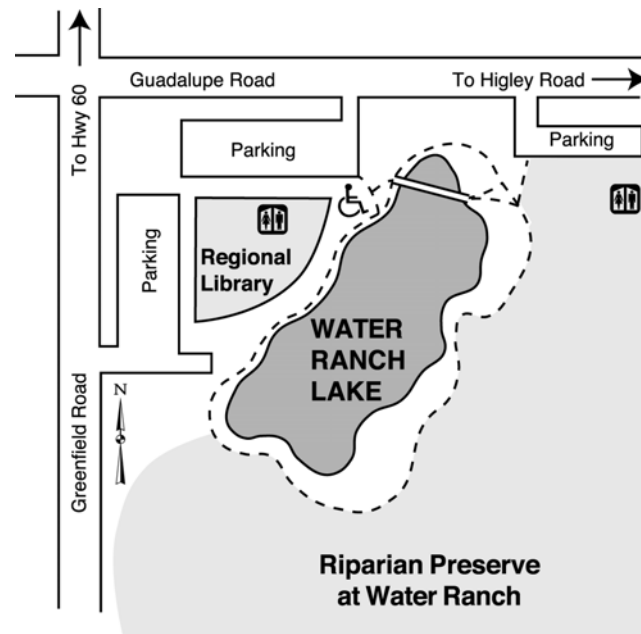 Guadalupe Road
To Higley Road
To Hwy 60
Parking
Parking
Parking
Regional
Library
WATER
RANCH
LAKE
N
Greenfield Road
Riparian Preserve
at Water Ranch